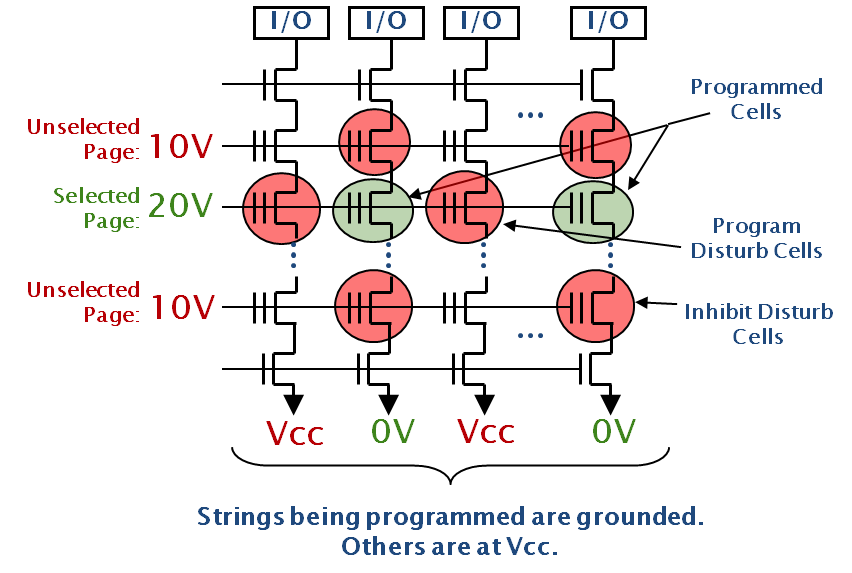 I/O I/O I/O I/O
Programmed
Cells
...
Unselected
Page: 10V
Selected
Page: 20V
Program
Disturb Cells
Unselected
Page: 10V
Inhibit Disturb
Cells
...
Vcc 0V Vcc 0V
Strings being programmed are grounded.
Others are at Vcc.